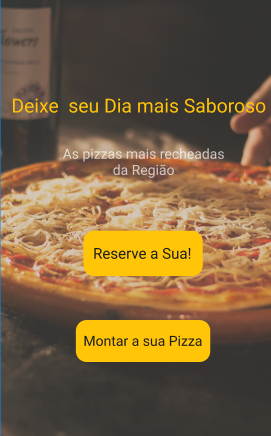 Deixe  seu Dia mais Saboroso
As pizzas mais recheadas
da Região
Reserve a Sua!
Montar a sua Pizza